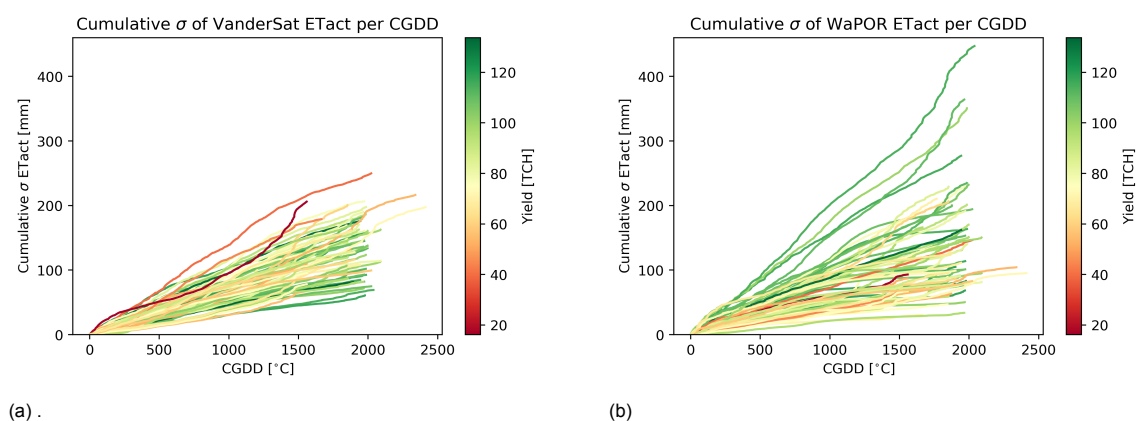 Cumulative σ of VanderSat ETact per CGDD
Cumulative σ ETact [mm]
400
300
200
100
0
0 500 1000 1500 2000 2500
CGDD [°C]
120
100
80
60
40
20
Yield [TCH]
(a) .
Cumulative σ of WaPOR ETact per CGDD
Cumulative σ ETact [mm]
400
300
200
100
0
0 500 1000 1500 2000 2500
CGDD [°C]
120
100
80
60
40
20
Yield [TCH]
(b)